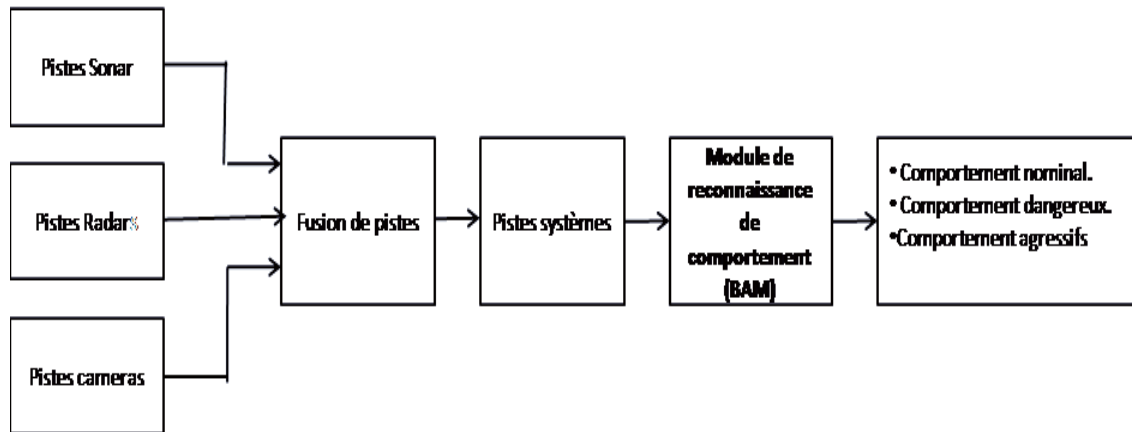 Pistes Sonar
Pistes Radars
Pistes cameras
Fusion de pistes
Pistes systèmes
Module de
reconnaissance
de
comportement
(BAM)
• Comportement nominal.
• Comportement dangereux.
•Comportement agressifs